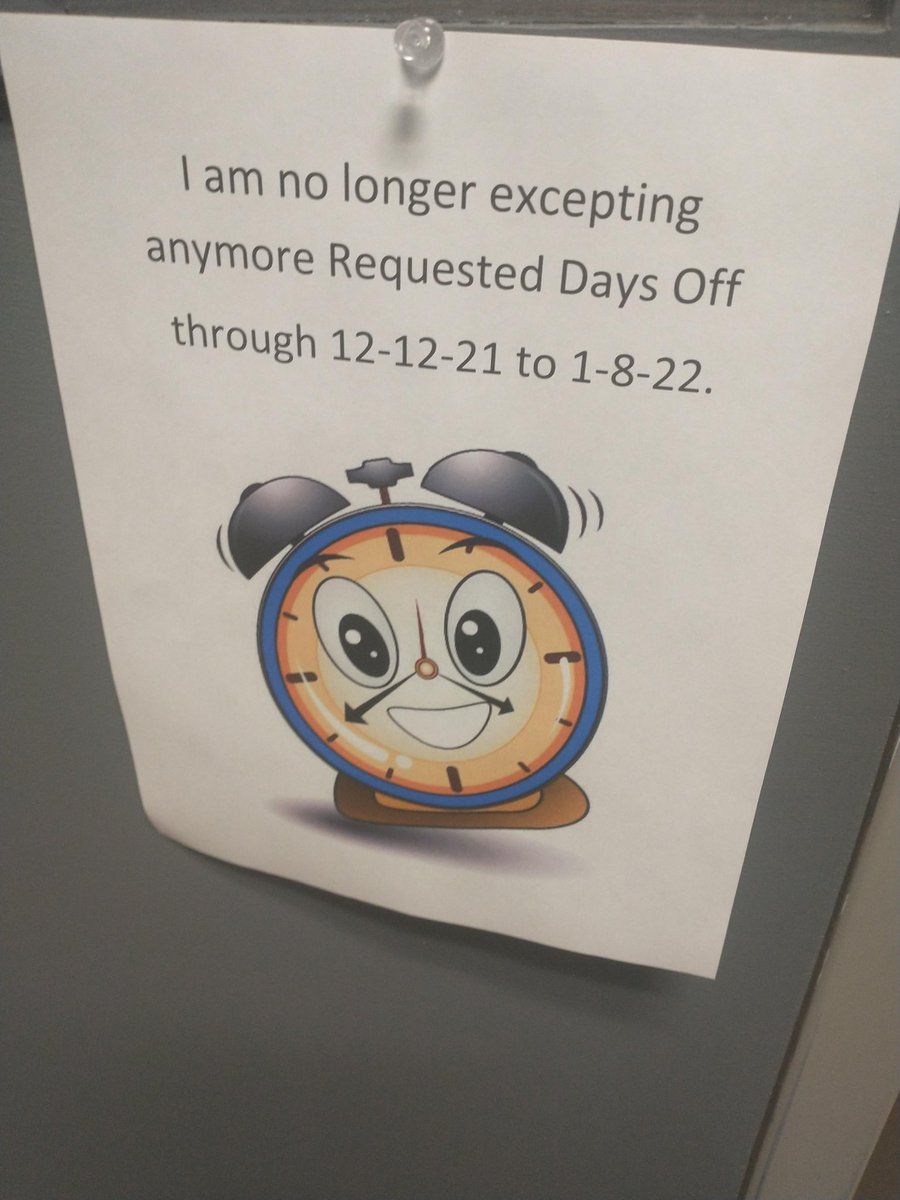 I am no longer excepting
anymore Requested Days Off
through 12-12-21 to 1-8-22.